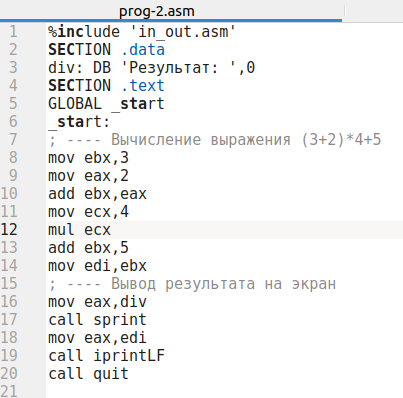 prog-2.asm
1 %include 'in_out.asm'
2 SECTION .data
3 div: DB 'Результат: ',0
4 SECTION .text
5 GLOBAL _start
6 _start:
7 ; ---- Вычисление выражения (3+2)*4+5
8 mov ebx,3
9 mov eax,2
10 add ebx,eax
11 mov ecx,4
12 mul ecx
13 add ebx,5
14 mov edi,ebx
15 ; ---- Вывод результата на экран
16 mov eax,div
17 call sprint
18 mov eax,edi
19 call iprintLF
20 call quit
21